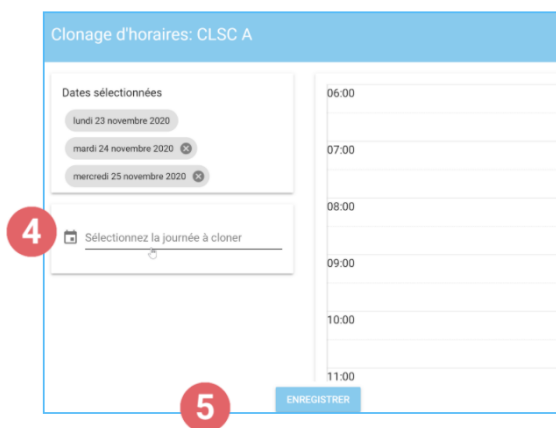 Clonage d'horaires: CLSC A
Dates sélectionnées
lundi 23 novembre 2020
mardi 24 novembre 2020
mercredi 25 novembre 2020
4
Sélectionnez la journée à cloner
06:00
07:00
08:00
09:00
10:00
11:00
5
ENREGISTRER